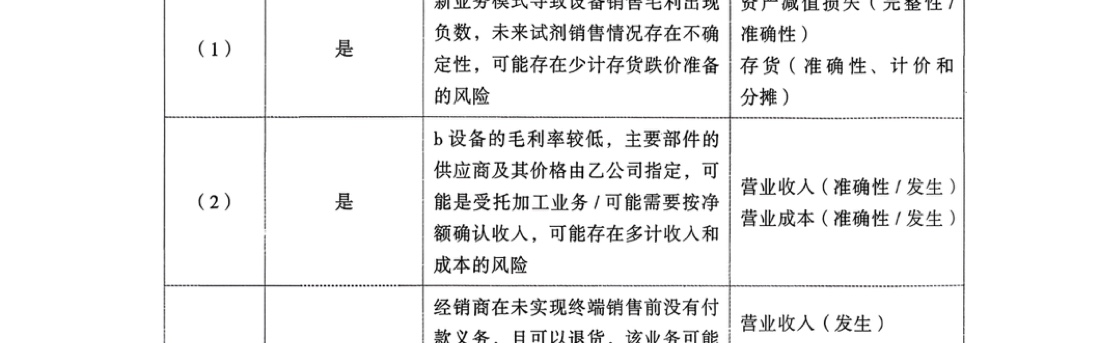 新业务模式导致设备销售毛利出现
负数，未来试剂销售情况存在不确
定性，可能存在少计存货跌价准备
的风险
（1）
是
资产减值损失（完整性/
准确性）
存货（准确性、计价和
分摊）
b 设备的毛利率较低，主要部件的
供应商及其价格由乙公司指定，可
能是受托加工业务/可能需要按净
额确认收入，可能存在多计收入和
成本的风险
（2）
是
营业收入（准确性/发生）
营业成本（准确性/发生）
经销商在未实现终端销售前没有付
款义务，且可以退货，该业务可能
营业收入（发生）